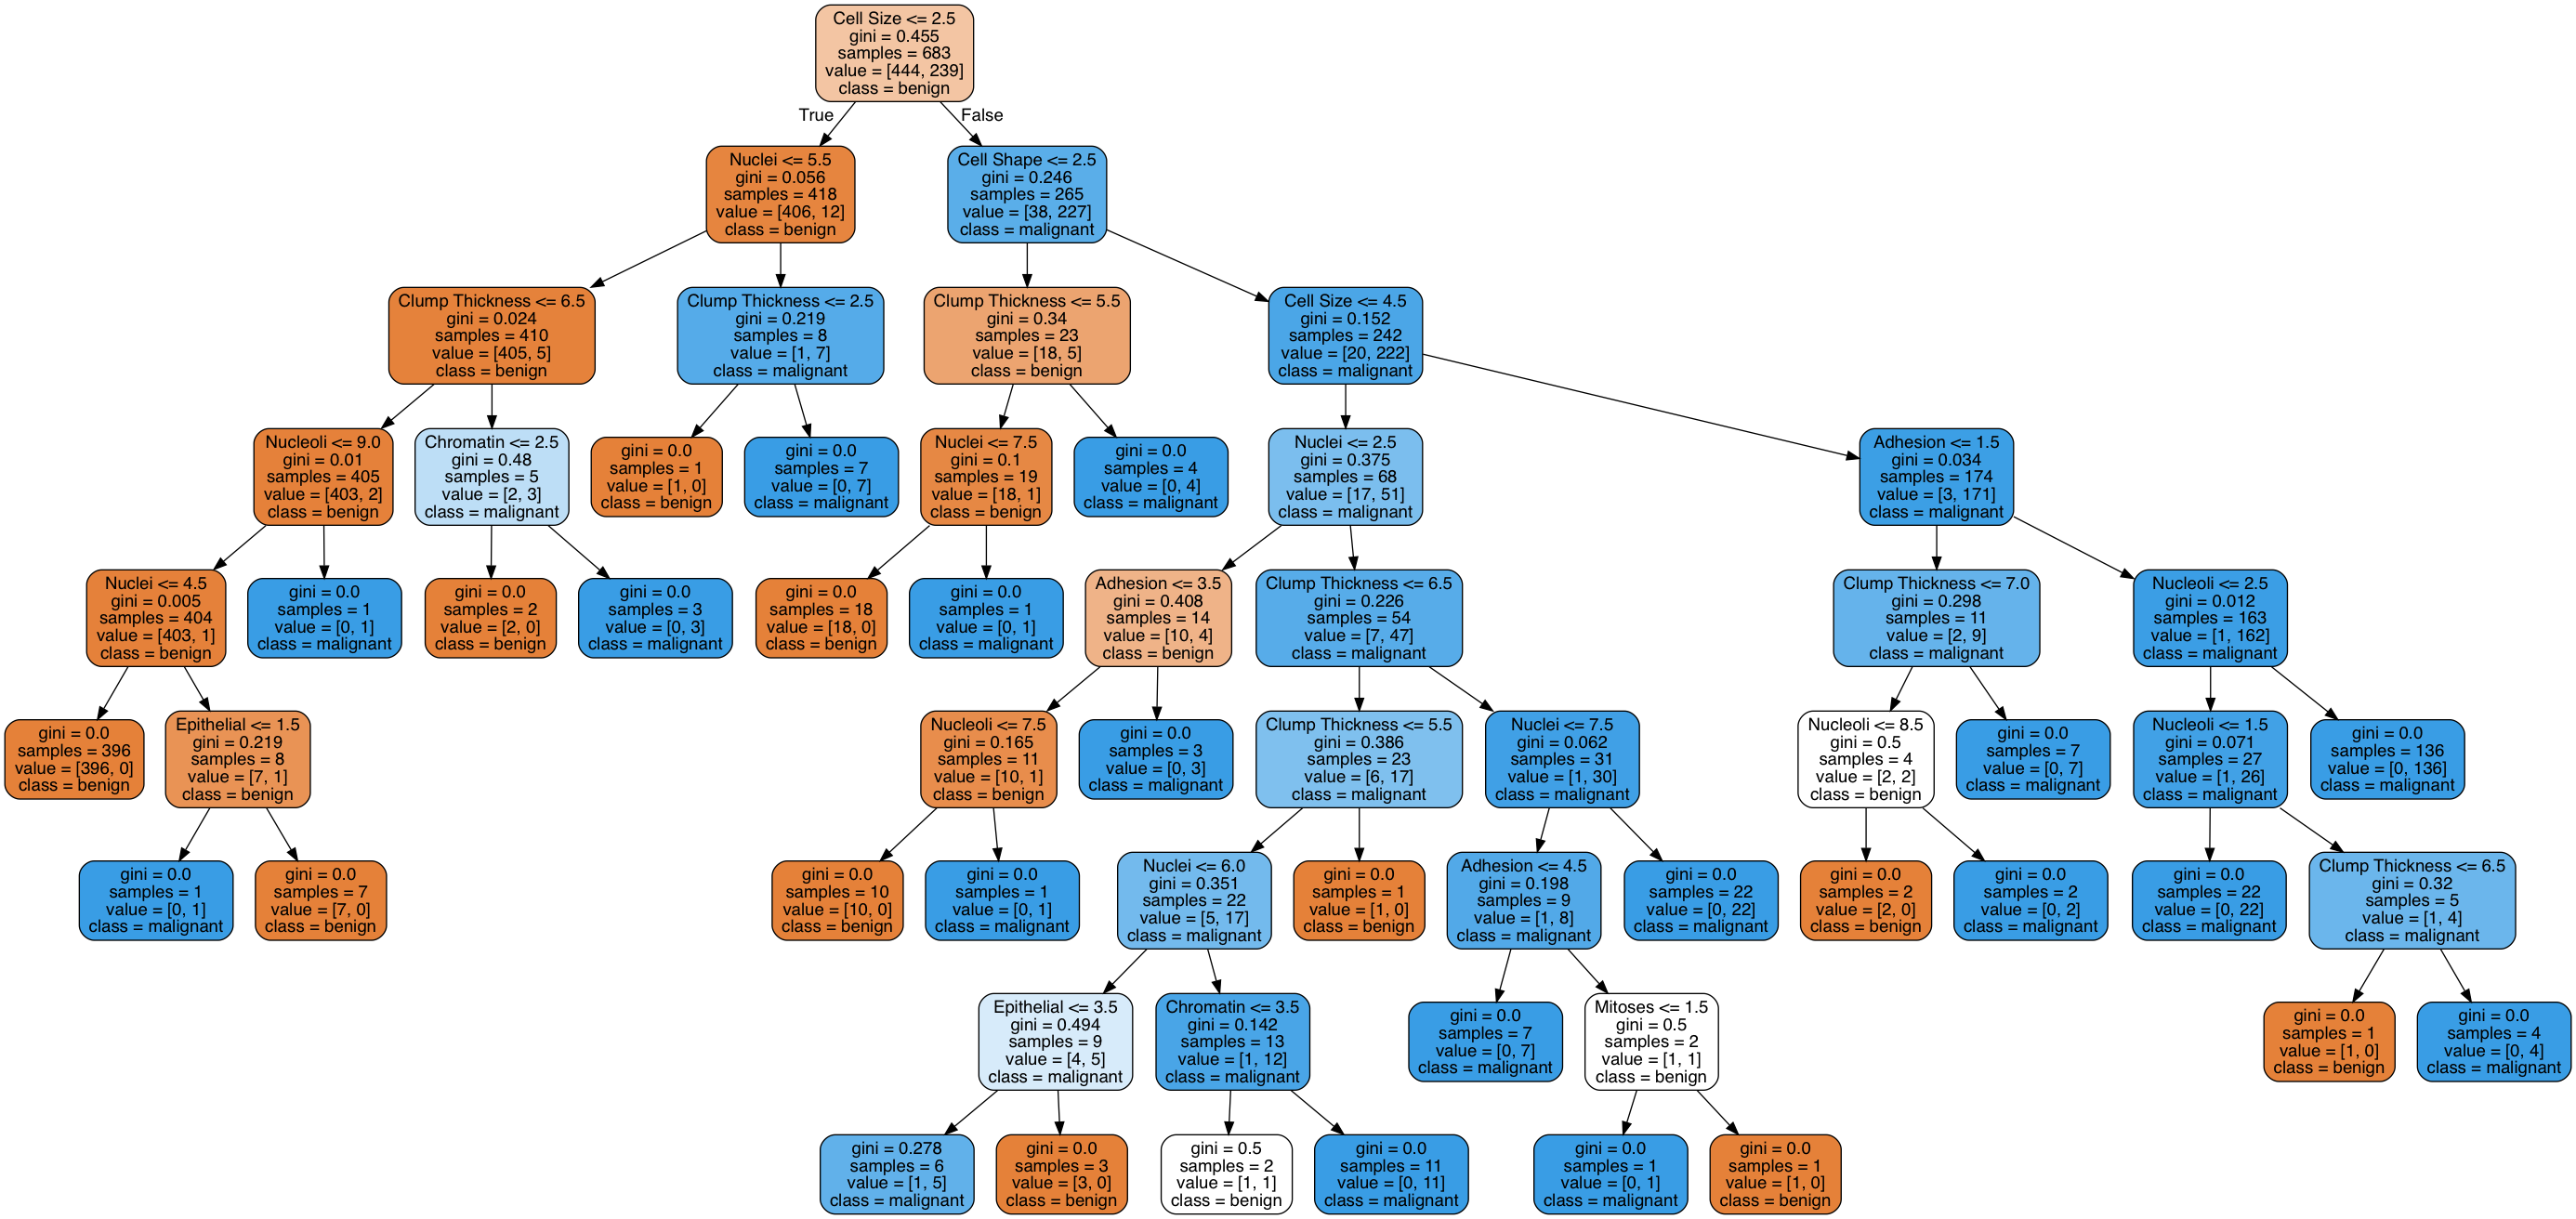 Cell Size <= 2.5
gini = 0.455
samples = 683
value = [444, 239]
class = benign
True
False
Nuclei <= 5.5
gini = 0.056
samples = 418
value = [406, 12]
class = benign
Cell Shape <= 2.5
gini = 0.246
samples = 265
value = [38, 227]
class = malignant
Clump Thickness <= 6.5
gini = 0.024
samples = 410
value = [405, 5]
class = benign
Clump Thickness <= 2.5
gini = 0.219
samples = 8
value = [1, 7]
class = malignant
Clump Thickness <= 5.5
gini = 0.34
samples = 23
value = [18, 5]
class = benign
Cell Size <= 4.5
gini = 0.152
samples = 242
value = [20, 222]
class = malignant
Nucleoli <= 9.0
gini = 0.01
samples = 405
value = [403, 2]
class = benign
Chromatin <= 2.5
gini = 0.48
samples = 5
value = [2, 3]
class = malignant
gini = 0.0
samples = 1
value = [1, 0]
class = benign
gini = 0.0
samples = 7
value = [0, 7]
class = malignant
Nuclei <= 7.5
gini = 0.1
samples = 19
value = [18, 1]
class = benign
gini = 0.0
samples = 4
value = [0, 4]
class = malignant
Nuclei <= 2.5
gini = 0.375
samples = 68
value = [17, 51]
class = malignant
Adhesion <= 1.5
gini = 0.034
samples = 174
value = [3, 171]
class = malignant
Nuclei <= 4.5
gini = 0.005
samples = 404
value = [403, 1]
class = benign
gini = 0.0
samples = 1
value = [0, 1]
class = malignant
gini = 0.0
samples = 2
value = [2, 0]
class = benign
gini = 0.0
samples = 3
value = [0, 3]
class = malignant
gini = 0.0
samples = 18
value = [18, 0]
class = benign
gini = 0.0
samples = 1
value = [0, 1]
class = malignant
Adhesion <= 3.5
gini = 0.408
samples = 14
value = [10, 4]
class = benign
Clump Thickness <= 6.5
gini = 0.226
samples = 54
value = [7, 47]
class = malignant
Clump Thickness <= 7.0
gini = 0.298
samples = 11
value = [2, 9]
class = malignant
Nucleoli <= 2.5
gini = 0.012
samples = 163
value = [1, 162]
class = malignant
gini = 0.0
samples = 396
value = [396, 0]
class = benign
Epithelial <= 1.5
gini = 0.219
samples = 8
value = [7, 1]
class = benign
Nucleoli <= 7.5
gini = 0.165
samples = 11
value = [10, 1]
class = benign
gini = 0.0
samples = 3
value = [0, 3]
class = malignant
Clump Thickness <= 5.5
gini = 0.386
samples = 23
value = [6, 17]
class = malignant
Nuclei <= 7.5
gini = 0.062
samples = 31
value = [1, 30]
class = malignant
Nucleoli <= 8.5
gini = 0.5
samples = 4
value = [2, 2]
class = benign
gini = 0.0
samples = 7
value = [0, 7]
class = malignant
Nucleoli <= 1.5
gini = 0.071
samples = 27
value = [1, 26]
class = malignant
gini = 0.0
samples = 136
value = [0, 136]
class = malignant
gini = 0.0
samples = 1
value = [0, 1]
class = malignant
gini = 0.0
samples = 7
value = [7, 0]
class = benign
gini = 0.0
samples = 10
value = [10, 0]
class = benign
gini = 0.0
samples = 1
value = [0, 1]
class = malignant
Nuclei <= 6.0
gini = 0.351
samples = 22
value = [5, 17]
class = malignant
gini = 0.0
samples = 1
value = [1, 0]
class = benign
Adhesion <= 4.5
gini = 0.198
samples = 9
value = [1, 8]
class = malignant
gini = 0.0
samples = 22
value = [0, 22]
class = malignant
gini = 0.0
samples = 2
value = [2, 0]
class = benign
gini = 0.0
samples = 2
value = [0, 2]
class = malignant
gini = 0.0
samples = 22
value = [0, 22]
class = malignant
Clump Thickness <= 6.5
gini = 0.32
samples = 5
value = [1, 4]
class = malignant
Epithelial <= 3.5
gini = 0.494
samples = 9
value = [4, 5]
class = malignant
Chromatin <= 3.5
gini = 0.142
samples = 13
value = [1, 12]
class = malignant
gini = 0.0
samples = 7
value = [0, 7]
class = malignant
Mitoses <= 1.5
gini = 0.5
samples = 2
value = [1, 1]
class = benign
gini = 0.0
samples = 1
value = [1, 0]
class = benign
gini = 0.0
samples = 4
value = [0, 4]
class = malignant
gini = 0.278
samples = 6
value = [1, 5]
class = malignant
gini = 0.0
samples = 3
value = [3, 0]
class = benign
gini = 0.5
samples = 2
value = [1, 1]
class = benign
gini = 0.0
samples = 11
value = [0, 11]
class = malignant
gini = 0.0
samples = 1
value = [0, 1]
class = malignant
gini = 0.0
samples = 1
value = [1, 0]
class = benign